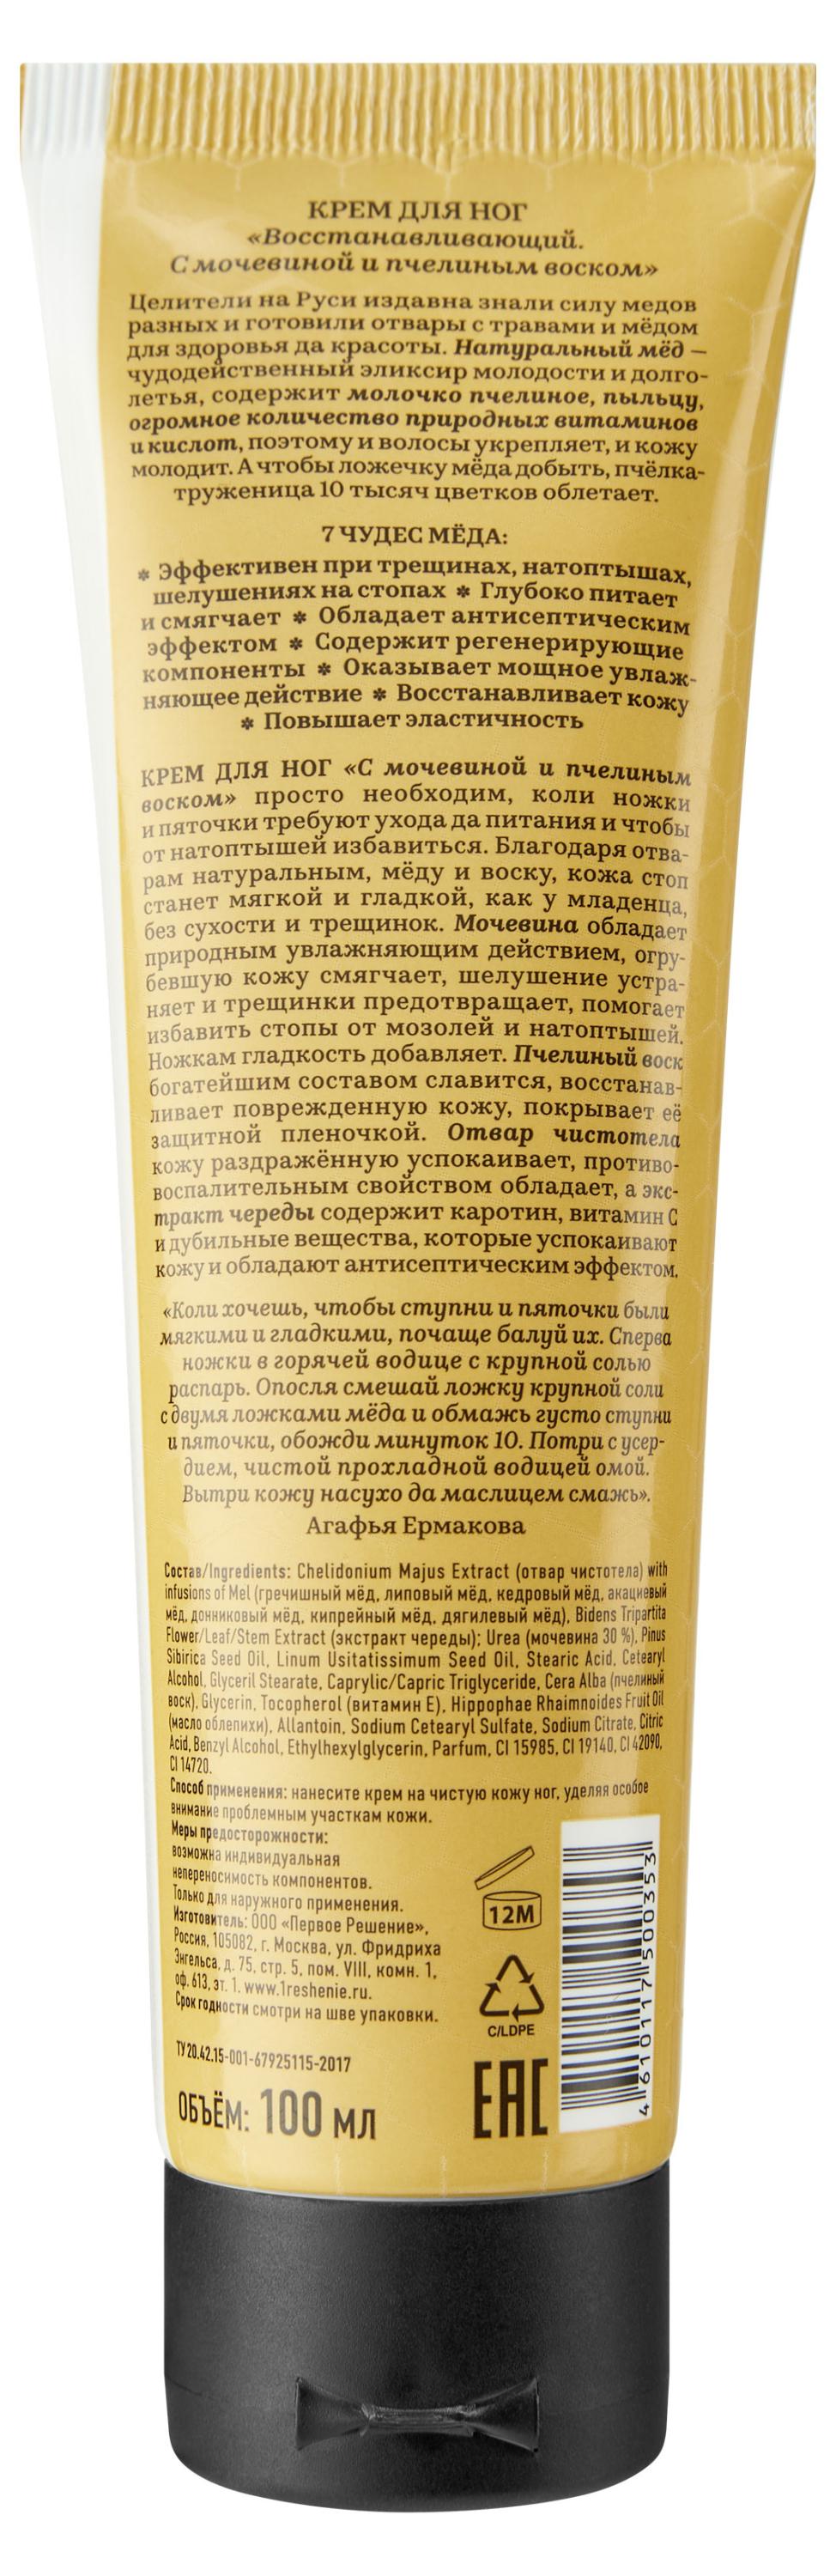 КРЕМ ДЛЯ НОГ
«Восстанавливающий.
С мочевиной и пчелиным воском»
Целители на Руси издавна знали силу медов
разных и готовили отвары с травами и мёдом
для здоровья да красоты. Натуральный мёд —
чудодейственный эликсир молодости и долго-
летья, содержит молочко пчелиное, пыльцу,
огромное количество природных витаминов
и кислот, поэтому и волосы укрепляет, и кожу
молодит. А чтобы ложечку мёда добыть, пчёлка-
труженица 10 тысяч цветков облетает.
7 ЧУДЕС МЁДА:
* Эффективен при трещинах, натоптышах,
шелушениях на стопах * Глубоко питает
и смягчает * Обладает антисептическим
эффектом * Содержит регенерирующие
компоненты * Оказывает мощное увлаж-
няющее действие * Восстанавливает кожу
* Повышает эластичность
КРЕМ ДЛЯ НОГ «С мочевиной и пчелиным
воском» просто необходим, коли ножки
и пяточки требуют ухода да питания и чтобы
от натоптышей избавиться. Благодаря отва-
рам натуральным, мёду и воску, кожа стоп
станет мягкой и гладкой, как у младенца,
без сухости и трещинок. Мочевина обладает
природным увлажняющим действием, огру-
бевшую кожу смягчает, шелушение устра-
няет и трещинки предотвращает, помогает
избавить стопы от мозолей и натоптышей.
Ножкам гладкость добавляет. Пчелиный воск
богатейшим составом славится, восстанав-
ливает поврежденную кожу, покрывает её
защитной пленочкой. Отвар чистотела
кожу раздражённую успокаивает, противо-
воспалительным свойством обладает, а экс-
тракт череды содержит каротин, витамин С
и дубильные вещества, которые успокаивают
кожу и обладают антисептическим эффектом.
«Коли хочешь, чтобы ступни и пяточки были
мягкими и гладкими, почаще балуй их. Сперва
ножки в горячей водице с крупной солью
распарь. Опосля смешай ложку крупной соли
с двумя ложками мёда и обмажь густо ступни
и пяточки, обожди минуток 10. Потри с усер-
дием, чистой прохладной водицей омой.
Вытри кожу насухо да маслицем смажь».
Агафья Ермакова
Состав/Ingredients: Chelidonium Majus Extract (отвар чистотела) with
infusions of Mel (гречишный мёд, липовый мёд, кедровый мёд, акациевый
мёд, донниковый мёд, кипрейный мёд, дягилевый мёд), Bidens Tripartita
Flower/Leaf/Stem Extract (экстракт череды); Urea (мочевина 30 %), Pinus
Sibirica Seed Oil, Linum Usitatissimum Seed Oil, Stearic Acid, Cetearyl
Alcohol, Glyceril Stearate, Caprylic/Capric Triglyceride, Cera Alba (пчелиный
воск), Glycerin, Tocopherol (витамин Е), Hippophae Rhaimnoides Fruit Oil
(масло облепихи), Allantoin, Sodium Cetearyl Sulfate, Sodium Citrate, Citric
Acid, Benzyl Alcohol, Ethylhexylglycerin, Parfum, CI 15985, CI 19140, CI 42090,
CI 14720.
Способ применения: нанесите крем на чистую кожу ног, уделяя особое
внимание проблемным участкам кожи.
Меры предосторожности:
возможна индивидуальная
непереносимость компонентов.
Только для наружного применения.
Изготовитель: ООО «Первое Решение»,
Россия, 105082, г. Москва, ул. Фридриха
Энгельса, д. 75, стр. 5, пом. VIII, комн. 1,
оф. 613, эт. 1. www.1reshenie.ru.
Срок годности смотри на шве упаковки.
ТУ 20.42.15-001-67925115-2017
ОБЪЁМ: 100 МЛ
12M
C/LDPE
EAC
4 610117 500353